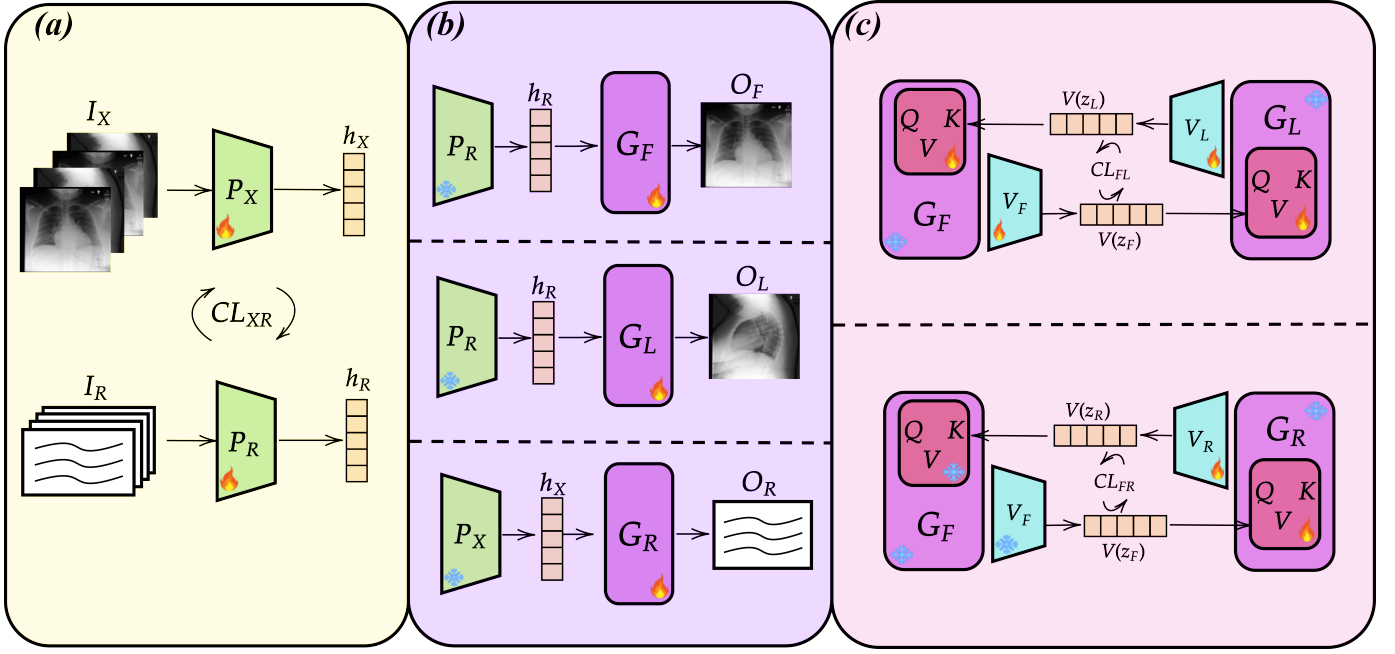 (a)
I_X
P_X
h_X
CL_XR
I_R
P_R
h_R
(b)
P_R
h_R
G_F
O_F
P_R
h_R
G_L
O_L
P_X
h_X
G_R
O_R
(c)
Q K
V
G_F
V_F
V(z_L)
CL_FL
V(z_F)
V_L
G_L
Q K
V
Q K
V
G_F
V_F
V(z_R)
CL_FR
V(z_F)
V_R
G_R
Q K
V